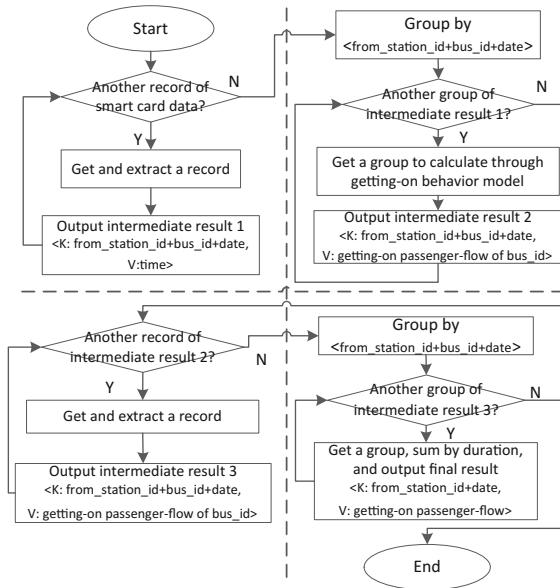 Start
Another record of
smart card data?
N
Y
Get and extract a record
Output intermediate result 1
<K: from_station_id+bus_id+date,
V:time>
Group by
<from_station_id+bus_id+date>
Another group of
intermediate result 1?
N
Y
Get a group to calculate through
getting-on behavior model
Output intermediate result 2
<K: from_station_id+bus_id+date,
V: getting-on passenger-flow of bus_id>
Another record of
intermediate result 2?
N
Y
Get and extract a record
Output intermediate result 3
<K: from_station_id+bus_id+date,
V: getting-on passenger-flow of bus_id>
Group by
<from_station_id+bus_id+date>
Another group of
intermediate result 3?
N
Y
Get a group, sum by duration,
and output final result
<K: from_station_id+date,
V: getting-on passenger-flow>
End